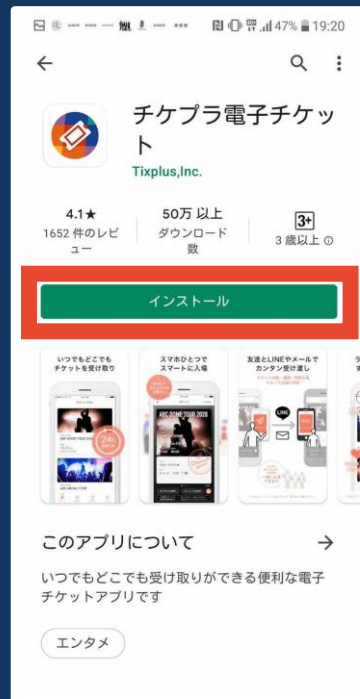 47% 19:20
チケプラ電子チケッ
ト
Tixplus,Inc.
4.1★
1652 件のレビ
ュー
50万 以上
ダウンロード
数
3+
3 歳以上
インストール
いつでもどこでも
チケットを受け取り
スマホひとつで
スマートに入場
友達とLINEやメールで
カンタン受け渡し
ABC DOME TOUR 2020
24h
LINE
このアプリについて
いつでもどこでも受け取りができる便利な電子
チケットアプリです
エンタメ